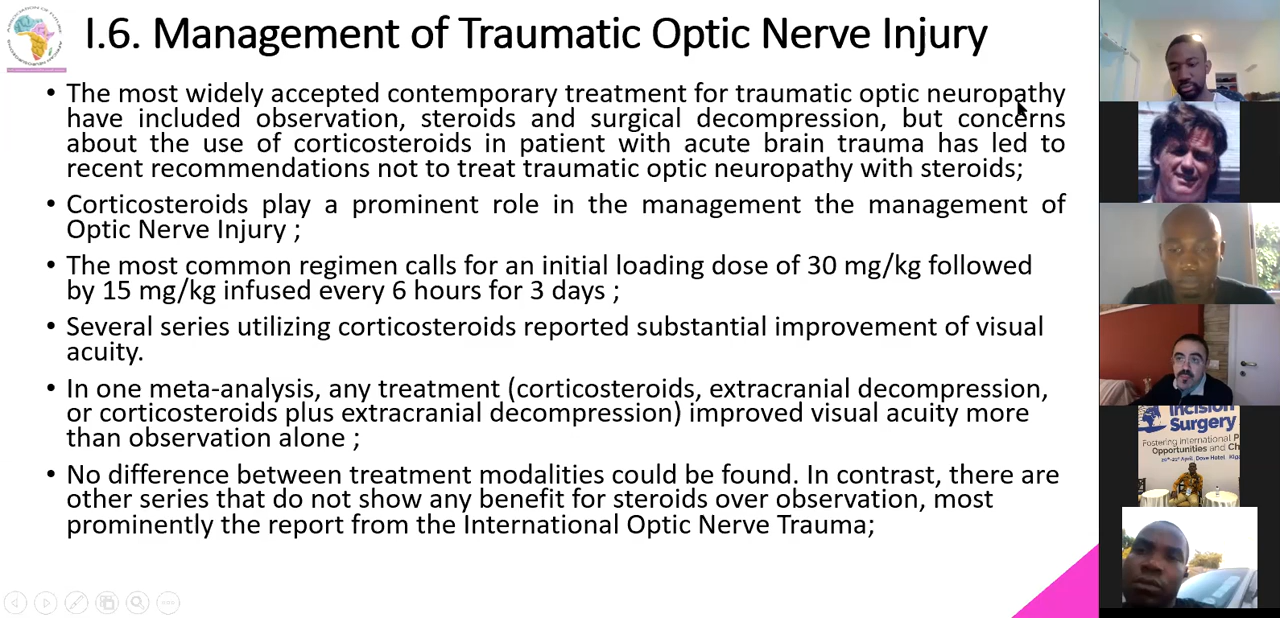 I.6. Management of Traumatic Optic Nerve Injury
• The most widely accepted contemporary treatment for traumatic optic neuropathy
have included observation, steroids and surgical decompression, but concerns
about the use of corticosteroids in patient with acute brain trauma has led to
recent recommendations not to treat traumatic optic neuropathy with steroids;
• Corticosteroids play a prominent role in the management the management of
Optic Nerve Injury ;
• The most common regimen calls for an initial loading dose of 30 mg/kg followed
by 15 mg/kg infused every 6 hours for 3 days ;
• Several series utilizing corticosteroids reported substantial improvement of visual
acuity.
• In one meta-analysis, any treatment (corticosteroids, extracranial decompression,
or corticosteroids plus extracranial decompression) improved visual acuity more
than observation alone ;
• No difference between treatment modalities could be found. In contrast, there are
other series that do not show any benefit for steroids over observation, most
prominently the report from the International Optic Nerve Trauma;
Incision
Surgery
Fostering International P
Opportunities and Ch